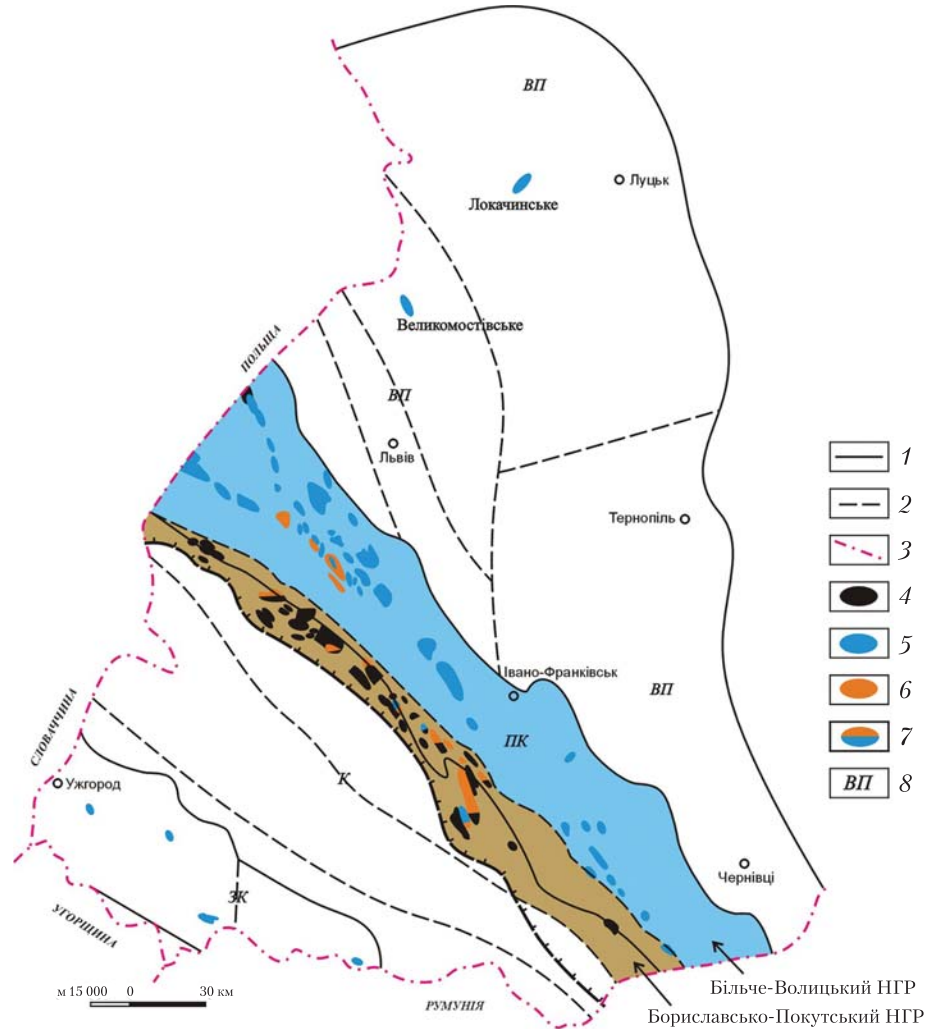 ВП
Луцьк
Локачинське
Великомостівське
ПОЛЬЩА
ВП
Львів
1
2
3
Тернопіль
4
5
Івано-Франківськ
6
ВП
СЛОВАЧЧИНА
ПК
7
К
Ужгород
ВП 8
Чернівці
ЗК
УГОРЩИНА
Більче-Волицький НГР
м 15 000 0 30 км
РУМУНІЯ
Бориславсько-Покутський НГР